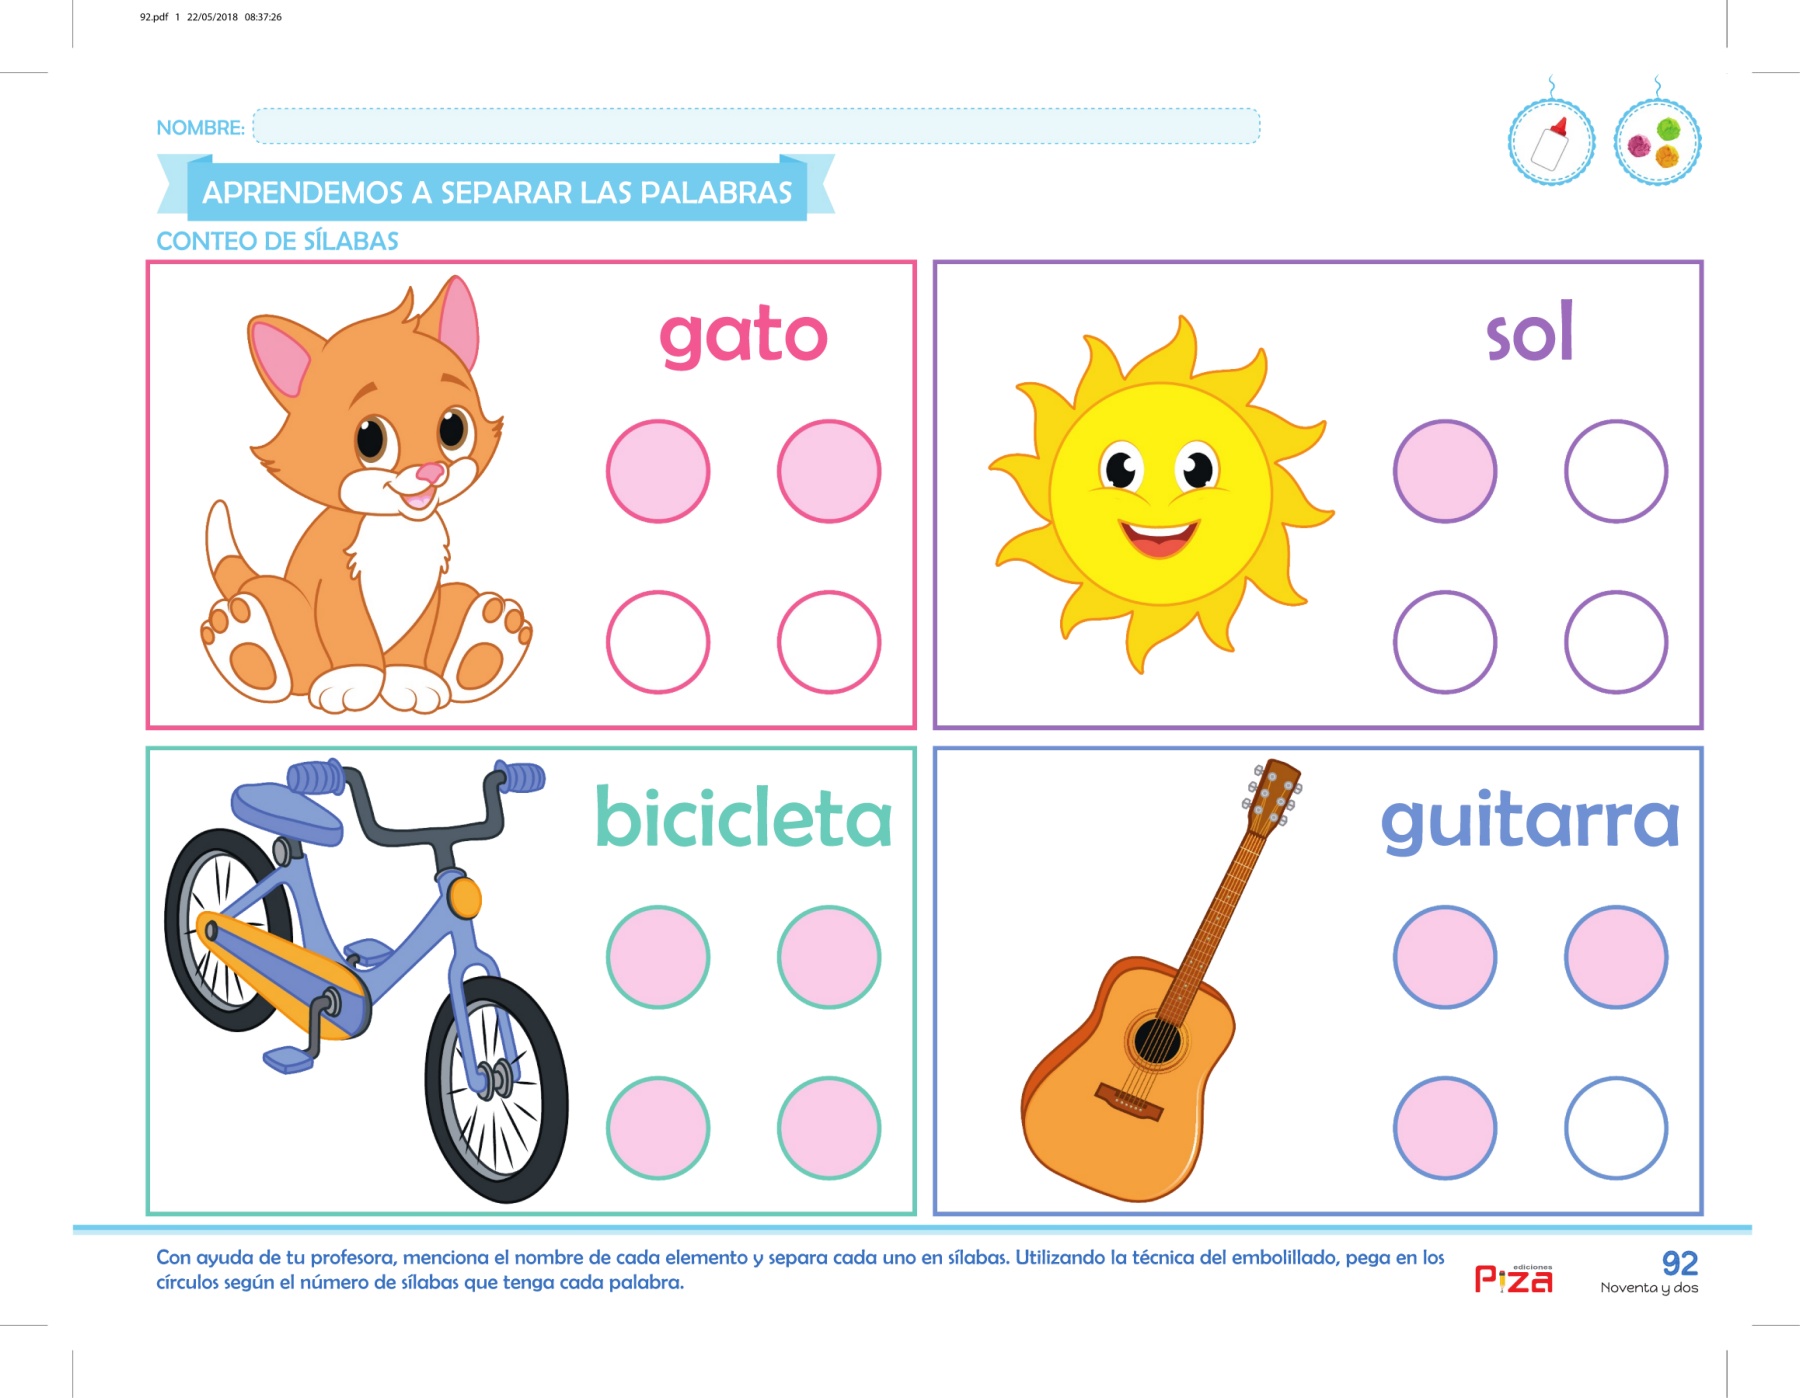 92.pdf 1 22/05/2018 08:37:26
NOMBRE:
APRENDEMOS A SEPARAR LAS PALABRAS
CONTEO DE SÍLABAS
gato
sol
bicicleta
guitarra
Con ayuda de tu profesora, menciona el nombre de cada elemento y separa cada uno en sílabas. Utilizando la técnica del embolillado, pega en los
círculos según el número de sílabas que tenga cada palabra.
ediciones
Piza
92
Noventa y dos